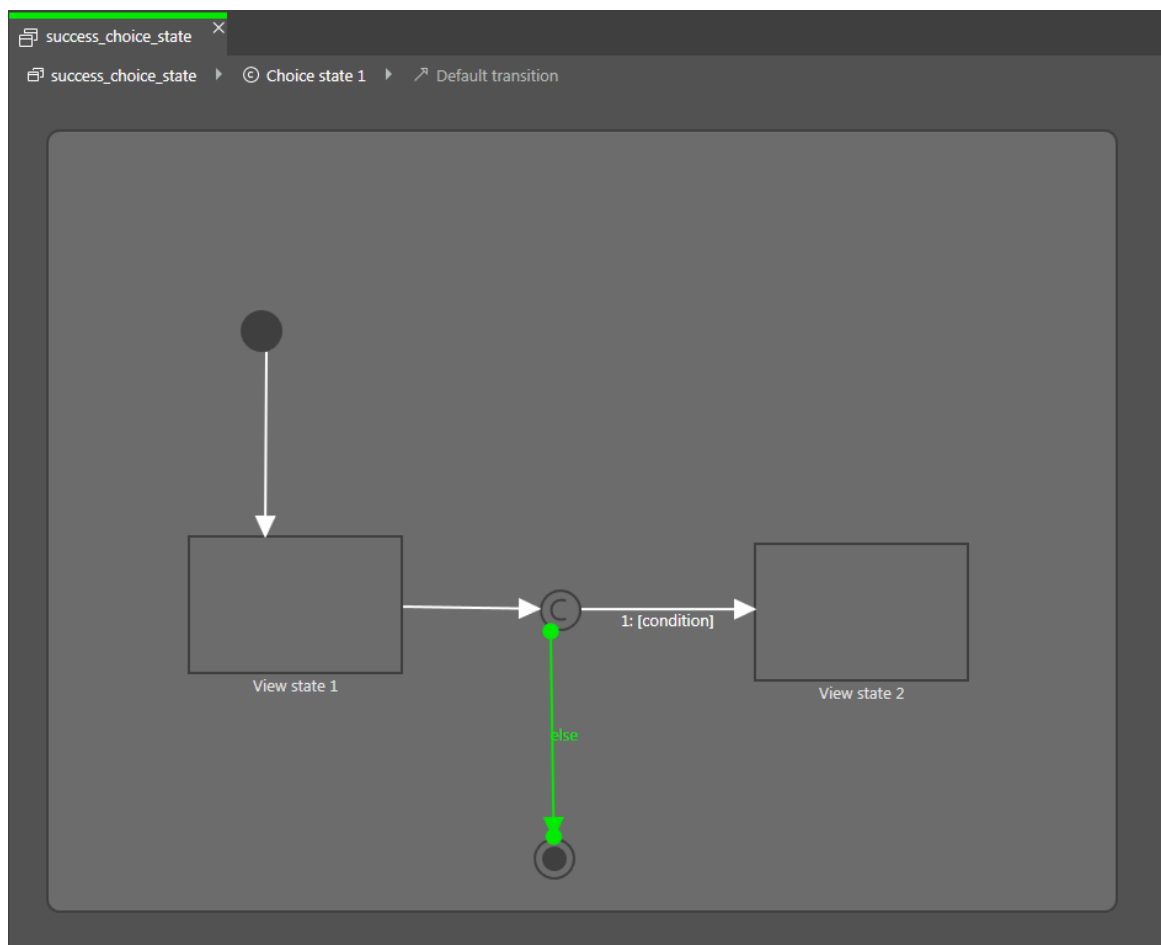 success_choice_state
success_choice_state Choice state 1 Default transition
C
1: [condition]
View state 1
View state 2
else